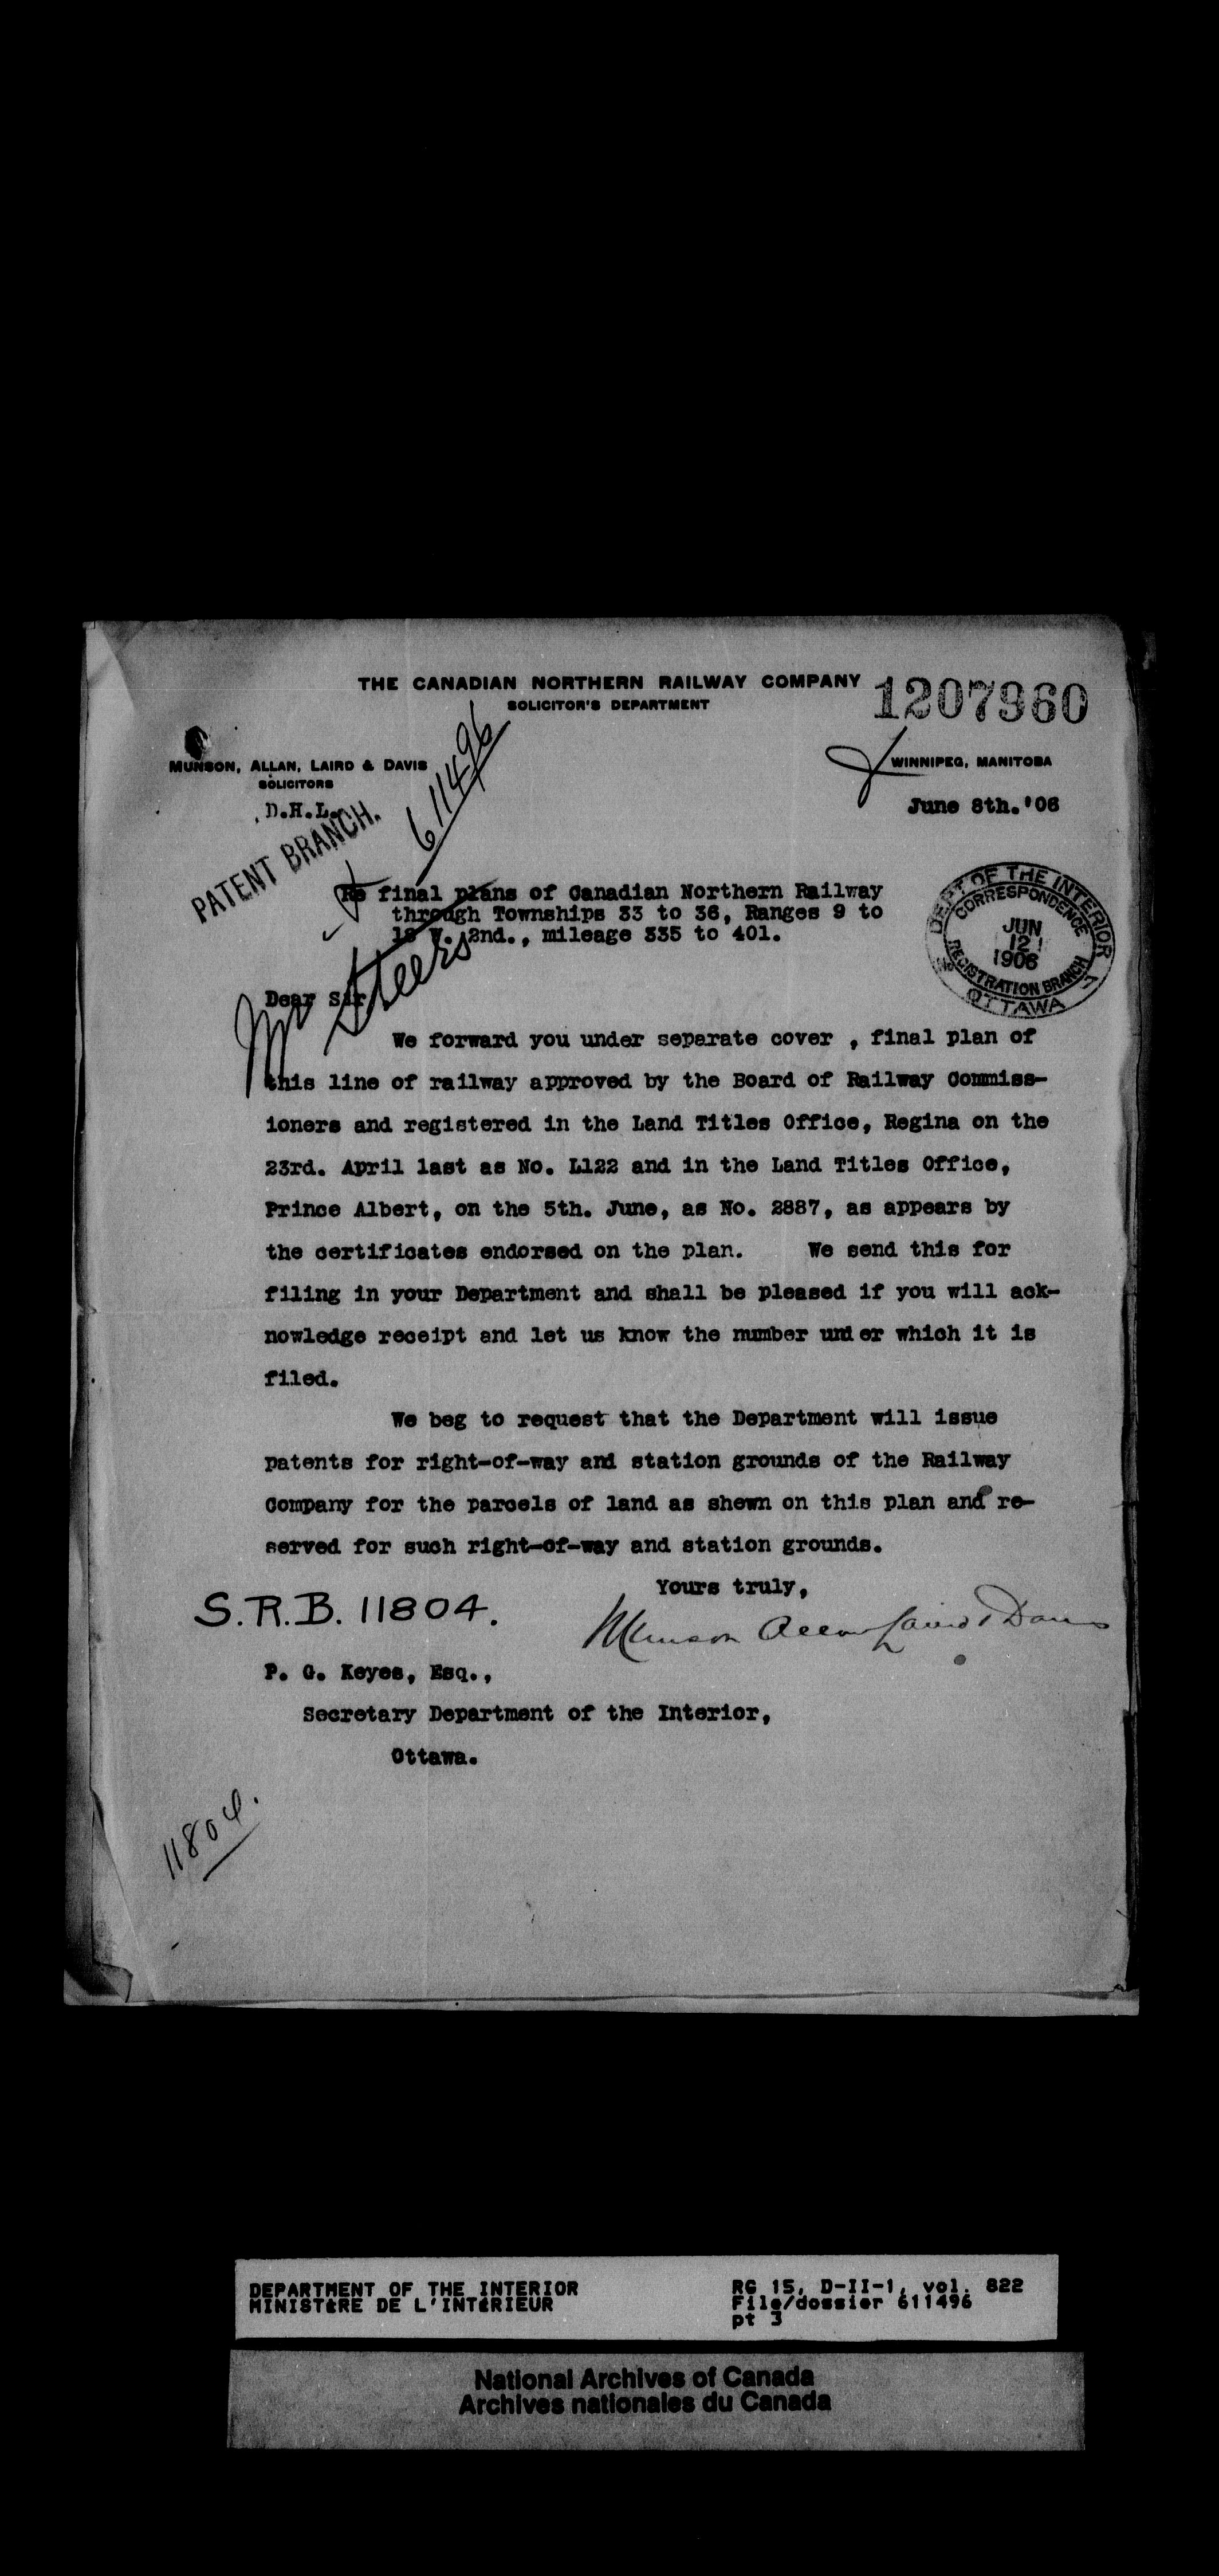 THE CANADIAN NORTHERN RAILWAY COMPANY
SOLICITOR'S DEPARTMENT
1207960
MUNSON, ALLAN, LAIRD & DAVIS
SOLICITORS
D.H.L.
WINNIPEG, MANITOBA
June 8th.'06
PATENT BRANCH.
611496
Re final plans of Canadian Northern Railway
through Townships 33 to 36, Ranges 9 to
18 W. 2nd., mileage 335 to 401.
DEPT OF THE INTERIOR
CORRESPONDENCE
JUN
12
1906
REGISTRATION BRANCH
OTTAWA
Mr Steers
Dear Sir
We forward you under separate cover , final plan of
this line of railway approved by the Board of Railway Commiss-
ioners and registered in the Land Titles Office, Regina on the
23rd. April last as No. L122 and in the Land Titles Office,
Prince Albert, on the 5th. June, as No. 2887, as appears by
the certificates endorsed on the plan. We send this for
filing in your Department and shall be pleased if you will ack-
nowledge receipt and let us know the number under which it is
filed.
We beg to request that the Department will issue
patents for right-of-way and station grounds of the Railway
Company for the parcels of land as shewn on this plan and re-
served for such right-of-way and station grounds.
Yours truly,
Munson Allan Laird & Davis
S.R.B. 11804.
P. G. Keyes, Esq.,
Secretary Department of the Interior,
Ottawa.
11804.
DEPARTMENT OF THE INTERIOR
MINISTèRE DE L'INTéRIEUR
RG 15, D-II-1, vol. 822
File/dossier 611496
pt 3
National Archives of Canada
Archives nationales du Canada